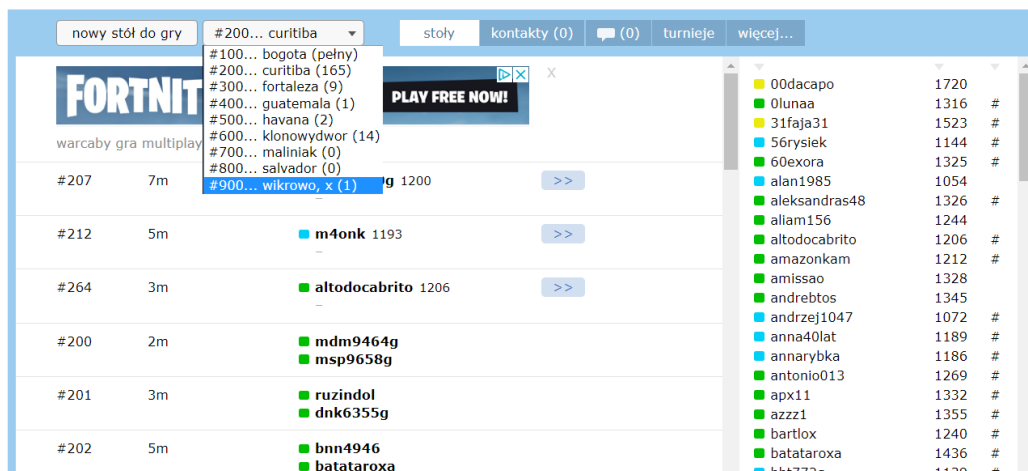 nowy stół do gry #200... curitiba stoły kontakty (0) (0) turnieje więcej...
#100... bogota (pełny)
#200... curitiba (165)
#300... fortaleza (9)
#400... guatemala (1)
#500... havana (2)
#600... klonowydwor (14)
#700... maliniak (0)
#800... salvador (0)
#900... wikrowo, x (1)
FORTNIT PLAY FREE NOW! X
warcaby gra multiplay
#207 7m g 1200 >>
–
#212 5m m4onk 1193 >>
–
#264 3m altodocabrito 1206 >>
–
#200 2m mdm9464g
msp9658g
#201 3m ruzindol
dnk6355g
#202 5m bnn4946
batataroxa
00dacapo 1720
0lunaa 1316 #
31faja31 1523 #
56rysiek 1144 #
60exora 1325 #
alan1985 1054
aleksandras48 1326 #
aliam156 1244
altodocabrito 1206 #
amazonkam 1212 #
amissao 1328
andrebtos 1345
andrzej1047 1072 #
anna40lat 1189 #
annarybka 1186 #
antonio013 1269 #
apx11 1332 #
azzz1 1355 #
bartlox 1240 #
batataroxa 1436 #